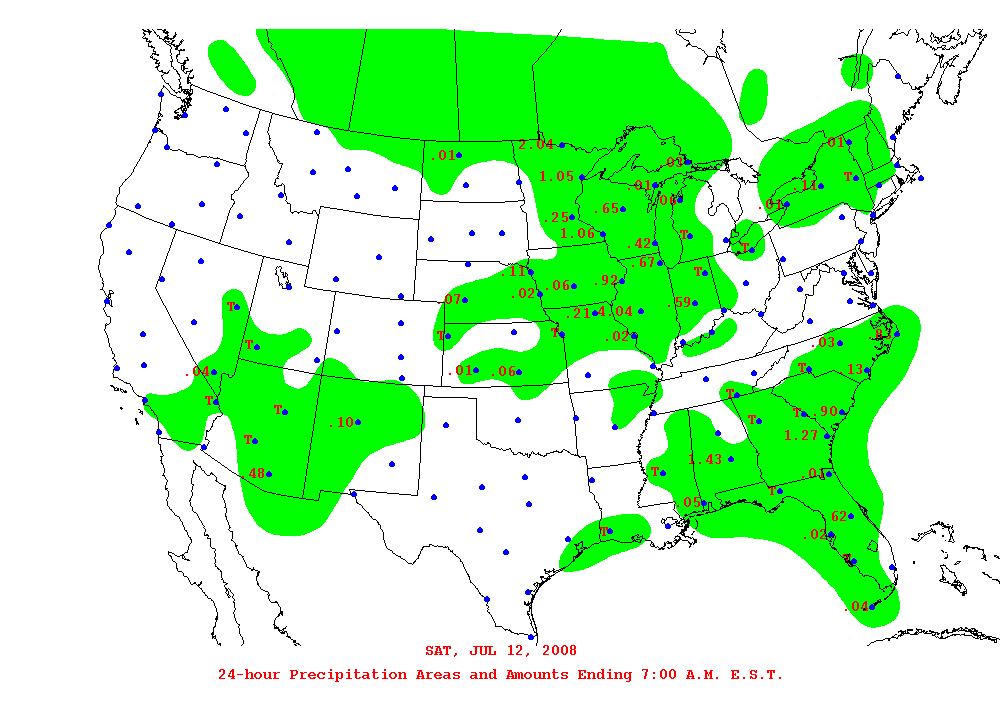 2.04
.01
.01
.01
1.05
.01
T
.11
.06
.01
.65
.25
1.06
T
.42
T
.67
.11
T
.92
.06
.02
.07
T
.59
.21
4.04
T
.02
.03
T
T
.04
.01
.06
T
.13
T
T
T
.90
.10
T
1.27
T
1.43
.48
T
T
.05
.62
T
.02
.04
SAT, JUL 12, 2008
24-hour Precipitation Areas and Amounts Ending 7:00 A.M. E.S.T.